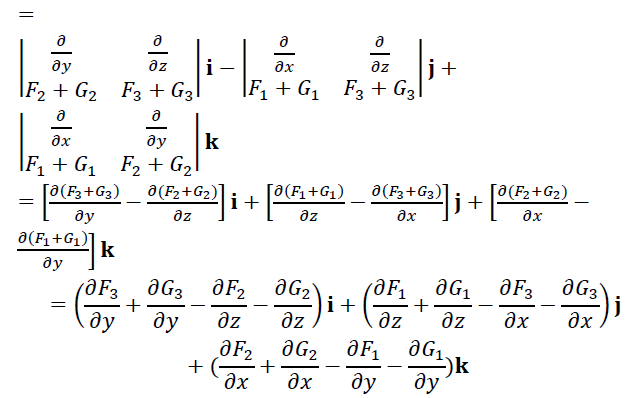 =
| ∂/∂y ∂/∂z |
| F₂ + G₂ F₃ + G₃ | 𝐢 − | ∂/∂x ∂/∂z |
| F₁ + G₁ F₃ + G₃ | 𝐣 +
| ∂/∂x ∂/∂y |
| F₁ + G₁ F₂ + G₂ | 𝐤
= [∂(F₃+G₃)/∂y − ∂(F₂+G₂)/∂z] 𝐢 + [∂(F₁+G₁)/∂z − ∂(F₃+G₃)/∂x] 𝐣 + [∂(F₂+G₂)/∂x −
∂(F₁+G₁)/∂y] 𝐤
= (∂F₃/∂y + ∂G₃/∂y − ∂F₂/∂z − ∂G₂/∂z) 𝐢 + (∂F₁/∂z + ∂G₁/∂z − ∂F₃/∂x − ∂G₃/∂x) 𝐣
+ (∂F₂/∂x + ∂G₂/∂x − ∂F₁/∂y − ∂G₁/∂y)𝐤